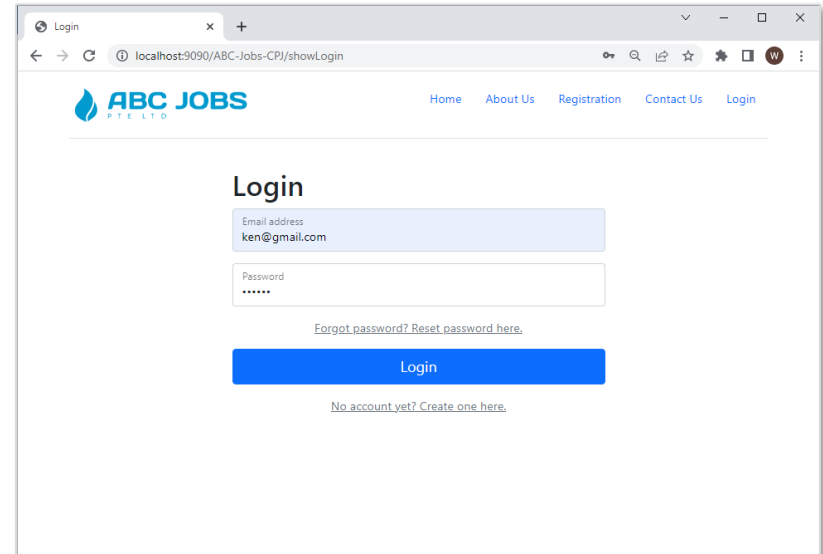 Login
localhost:9090/ABC-Jobs-CPJ/showLogin
W
ABC JOBS
PTE LTD
Home About Us Registration Contact Us Login
Login
Email address
ken@gmail.com
Password
••••••
Forgot password? Reset password here.
Login
No account yet? Create one here.